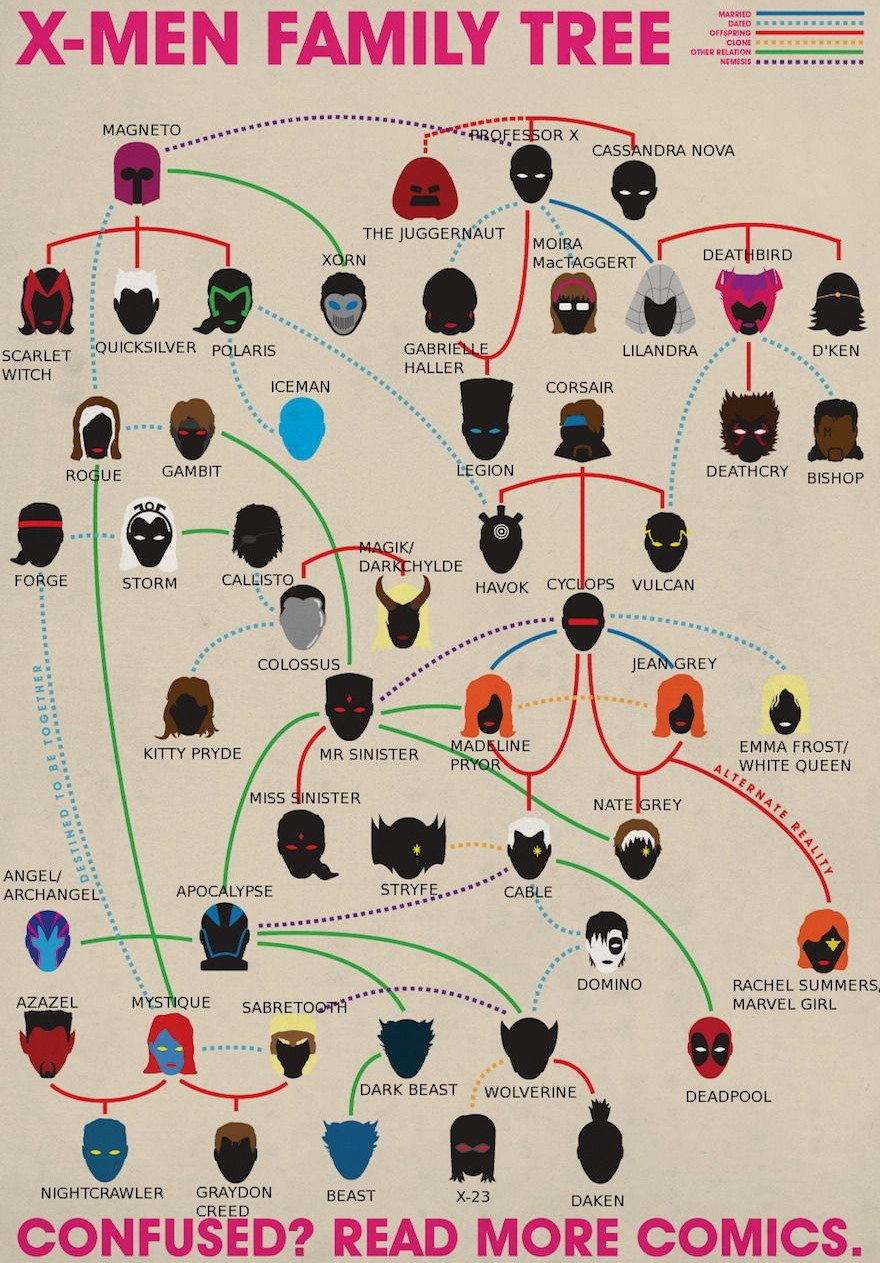 X-MEN FAMILY TREE
MARRIED
DATED
OFFSPRING
CLONE
OTHER RELATION
NEMESIS
MAGNETO
PROFESSOR X
CASSANDRA NOVA
THE JUGGERNAUT
MOIRA
MacTAGGERT
DEATHBIRD
XORN
SCARLET
WITCH
QUICKSILVER
POLARIS
GABRIELLE
HALLER
LILANDRA
D'KEN
ICEMAN
CORSAIR
ROGUE
GAMBIT
LEGION
DEATHCRY
BISHOP
FORGE
STORM
CALLISTO
MAGIK/
DARKCHYLDE
HAVOK
CYCLOPS
VULCAN
COLOSSUS
JEAN GREY
KITTY PRYDE
MR SINISTER
MADELINE
PRYOR
EMMA FROST/
WHITE QUEEN
DESTINED TO BE TOGETHER
ALTERNATE REALITY
MISS SINISTER
NATE GREY
STRYFE
CABLE
ANGEL/
ARCHANGEL
APOCALYPSE
DOMINO
RACHEL SUMMERS/
MARVEL GIRL
AZAZEL
MYSTIQUE
SABRETOOTH
DARK BEAST
WOLVERINE
DEADPOOL
NIGHTCRAWLER
GRAYDON
CREED
BEAST
X-23
DAKEN
CONFUSED? READ MORE COMICS.